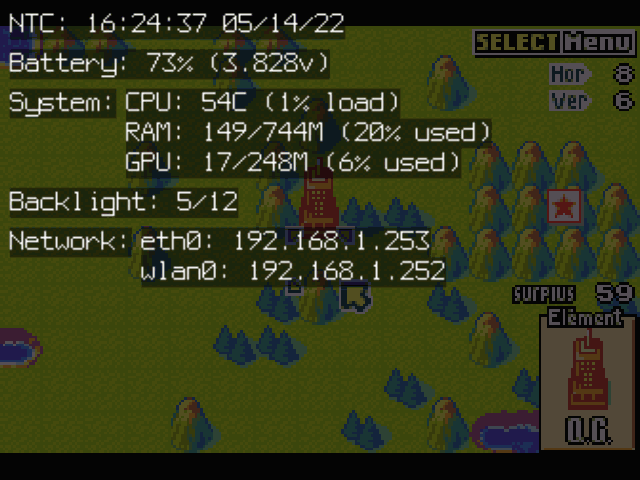 NTC: 16:24:37 05/14/22
SELECT Menu
Battery: 73% (3.828v)
Hor 8
Ver 6
System: CPU: 54C (1% load)
RAM: 149/744M (20% used)
GPU: 17/248M (6% used)
Backlight: 5/12
Network: eth0: 192.168.1.253
wlan0: 192.168.1.252
SURPlUS 59
Element
Q.G.